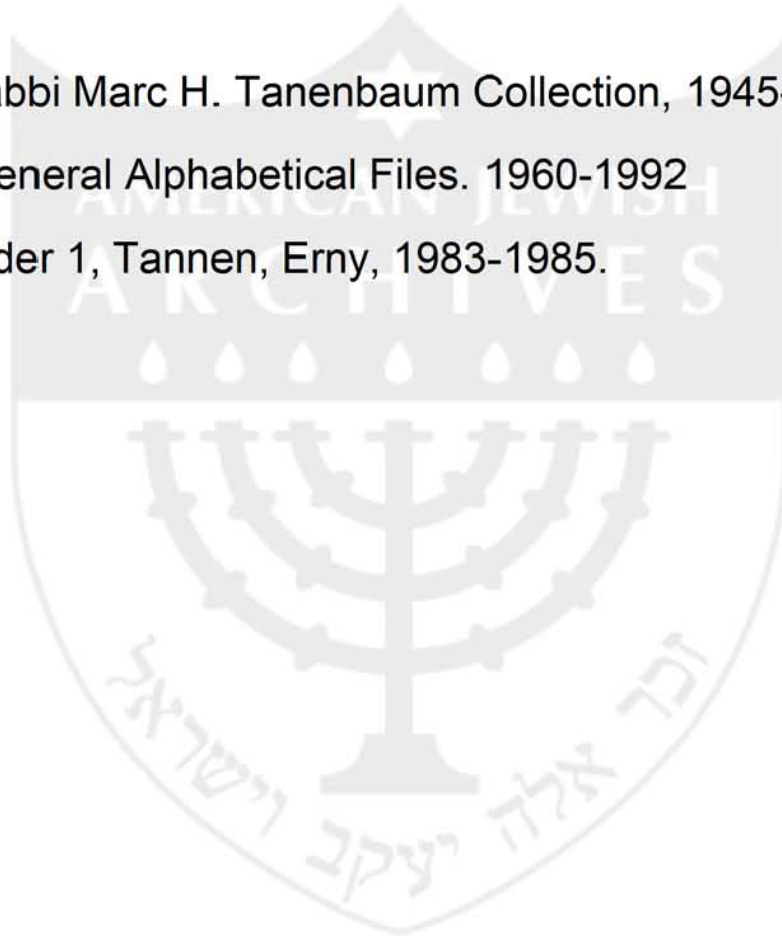 abbi Marc H. Tanenbaum Collection, 1945-
eneral Alphabetical Files. 1960-1992
AMERICAN JEWISH
der 1, Tannen, Erny, 1983-1985.
ARCHIVES
זכר אלה יעקב וישראל